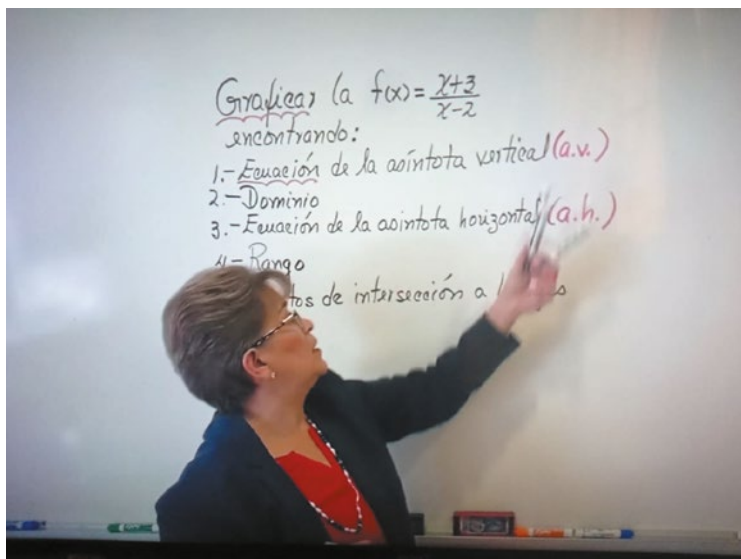 Graficar la f(x)=x+3/x-2
encontrando:
1.-Ecuación de la asíntota vertical (a.v.)
2.-Dominio
3.-Ecuación de la asintota horizontal (a.h.)
4-Rango
de intersección a